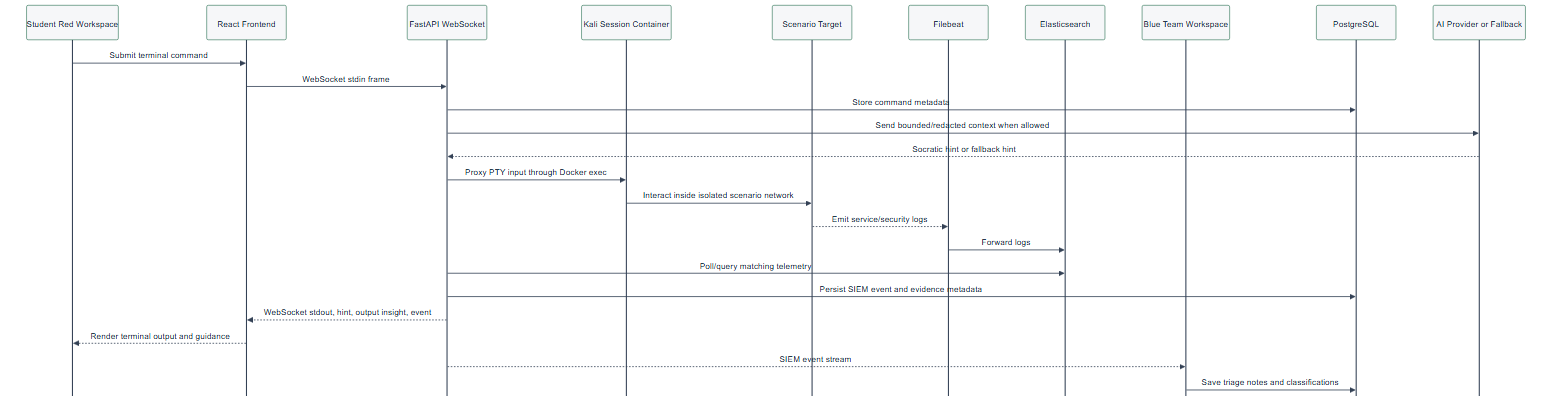 Student Red Workspace
React Frontend
FastAPI WebSocket
Kali Session Container
Scenario Target
Filebeat
Elasticsearch
Blue Team Workspace
PostgreSQL
AI Provider or Fallback
Submit terminal command
WebSocket stdin frame
Store command metadata
Send bounded/redacted context when allowed
Socratic hint or fallback hint
Proxy PTY input through Docker exec
Interact inside isolated scenario network
Emit service/security logs
Forward logs
Poll/query matching telemetry
Persist SIEM event and evidence metadata
WebSocket stdout, hint, output insight, event
Render terminal output and guidance
SIEM event stream
Save triage notes and classifications